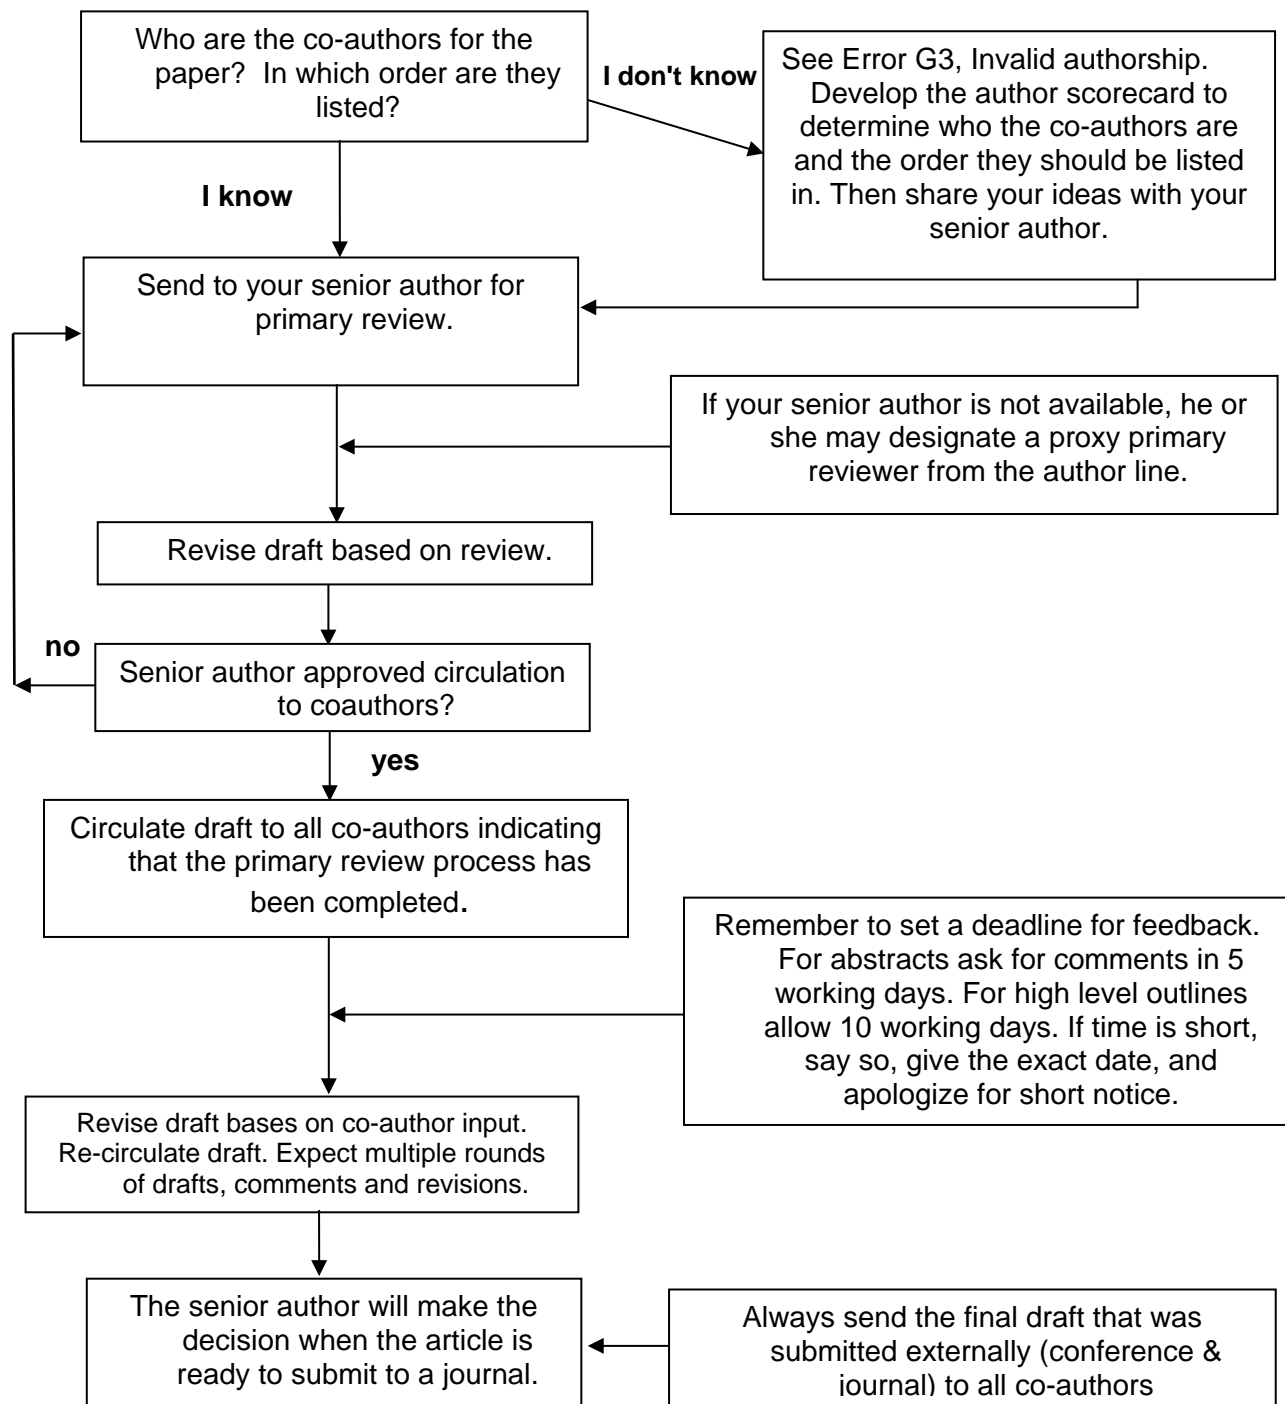 Who are the co-authors for the
paper?  In which order are they
listed?
I don't know
See Error G3, Invalid authorship.
Develop the author scorecard to
determine who the co-authors are
and the order they should be listed
in. Then share your ideas with your
senior author.
I know
Send to your senior author for
primary review.
If your senior author is not available, he or
she may designate a proxy primary
reviewer from the author line.
Revise draft based on review.
no
Senior author approved circulation
to coauthors?
yes
Circulate draft to all co-authors indicating
that the primary review process has
been completed.
Remember to set a deadline for feedback.
For abstracts ask for comments in 5
working days. For high level outlines
allow 10 working days. If time is short,
say so, give the exact date, and
apologize for short notice.
Revise draft bases on co-author input.
Re-circulate draft. Expect multiple rounds
of drafts, comments and revisions.
The senior author will make the
decision when the article is
ready to submit to a journal.
Always send the final draft that was
submitted externally (conference &
journal) to all co-authors